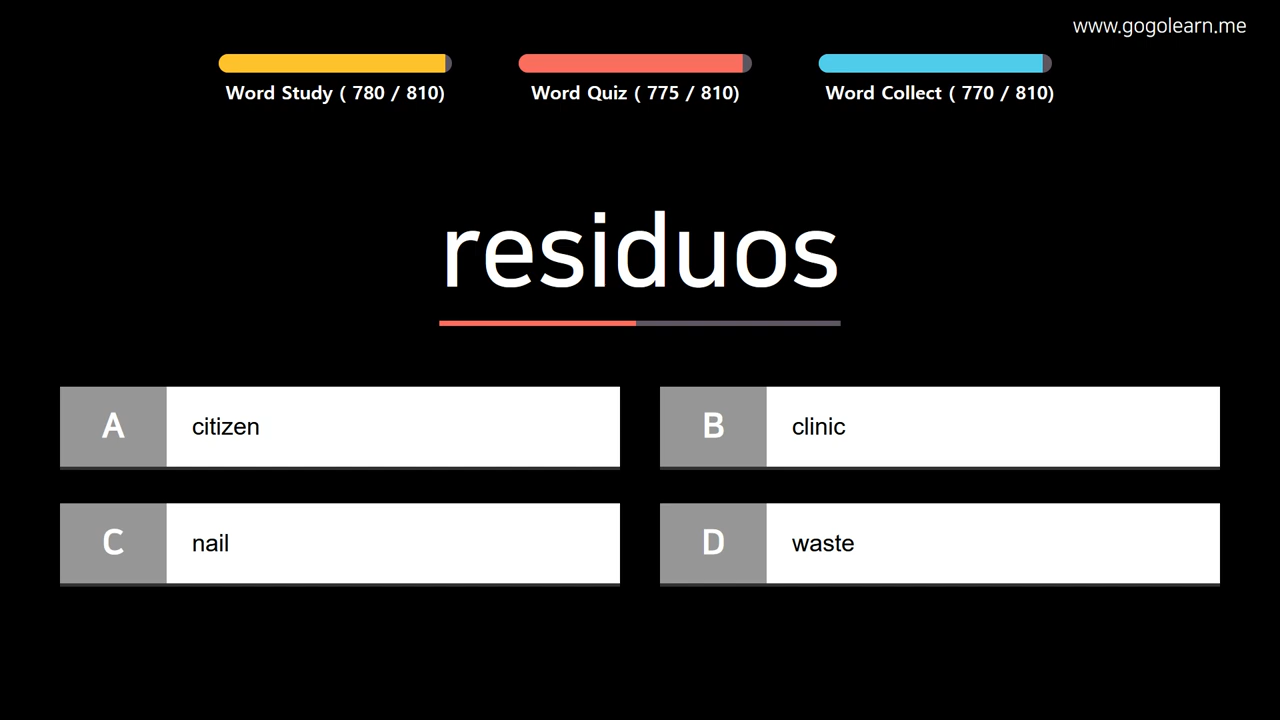 www.gogolearn.me
Word Study ( 780 / 810)
Word Quiz ( 775 / 810)
Word Collect ( 770 / 810)
residuos
A citizen
B clinic
C nail
D waste